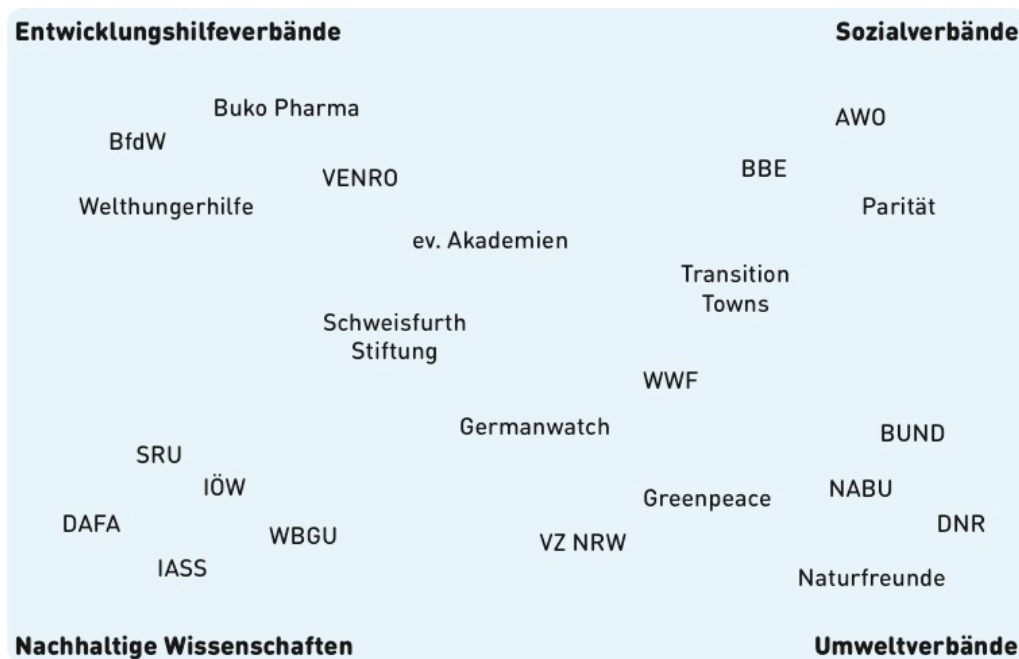 Entwicklungshilfeverbände
Sozialverbände
Buko Pharma
AWO
BfdW
BBE
VENRO
Welthungerhilfe
Parität
ev. Akademien
Transition
Towns
Schweisfurth
Stiftung
WWF
Germanwatch
BUND
SRU
IÖW
NABU
Greenpeace
DAFA
DNR
WBGU
VZ NRW
IASS
Naturfreunde
Nachhaltige Wissenschaften
Umweltverbände